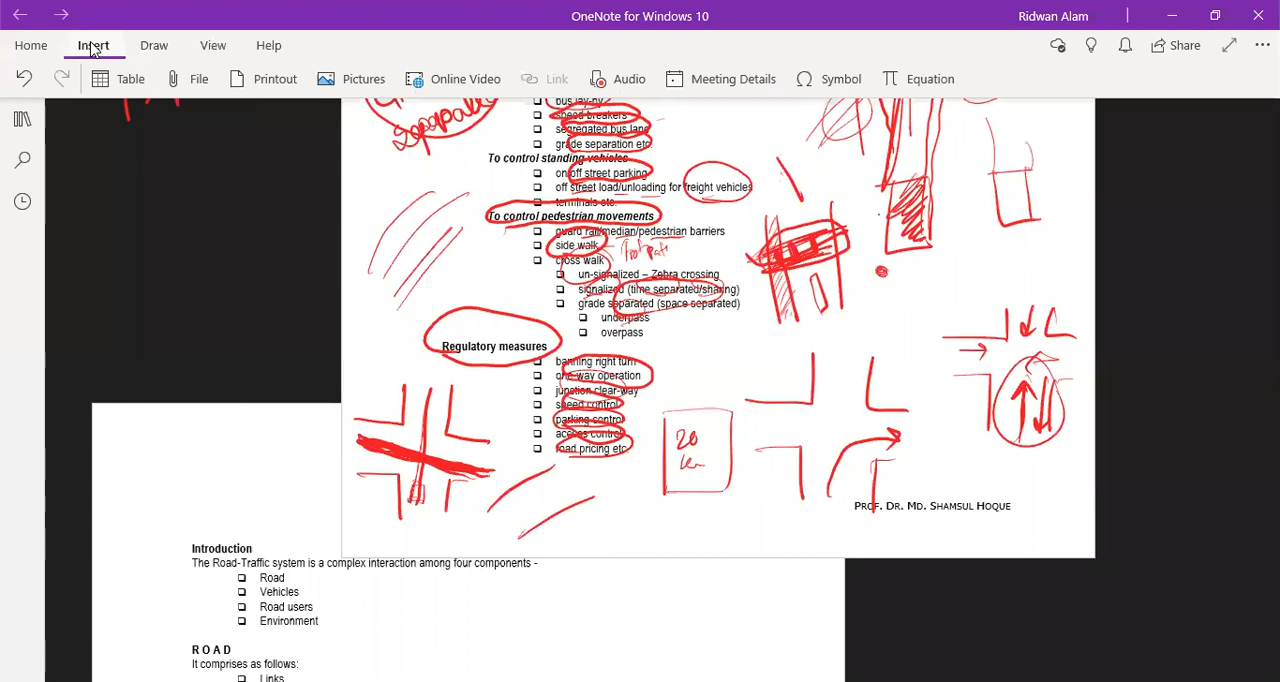 OneNote for Windows 10
Ridwan Alam
Home Insert Draw View Help
Share
Table File Printout Pictures Online Video Link Audio Meeting Details Symbol Equation
bus lay-by
speed breakers
segregated bus lane
grade separation etc.
To control standing vehicles
on/off street parking
off street load/unloading for freight vehicles
terminals etc.
To control pedestrian movements
guard rail/median/pedestrian barriers
side walk
cross walk
un-signalized – Zebra crossing
signalized (time separated/sharing)
grade separated (space separated)
underpass
overpass
Regulatory measures
banning right turn
one-way operation
junction clear-way
speed control
parking control
access control
road pricing etc.
20
PROF. DR. MD. SHAMSUL HOQUE
Introduction
The Road-Traffic system is a complex interaction among four components -
Road
Vehicles
Road users
Environment
R O A D
It comprises as follows:
Links